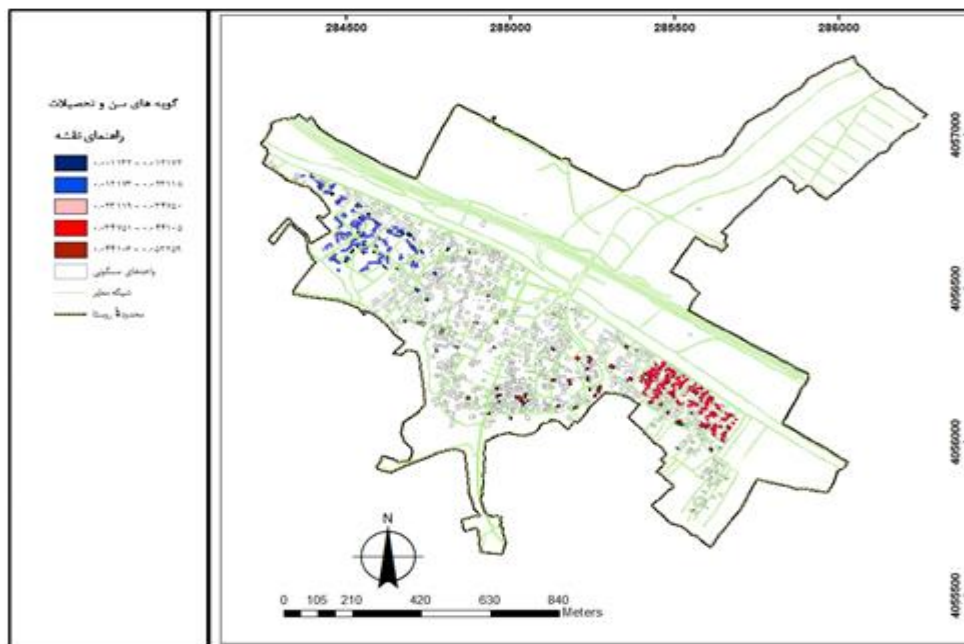 284500 285000 285500 286000
گویه های سن و تحصیلات
راهنمای نقشه
واحدهای مسکونی
شبکه معابر
محدوده روستا
4057000
4056500
4056000
4055500
N
0 105 210 420 630 840
Meters